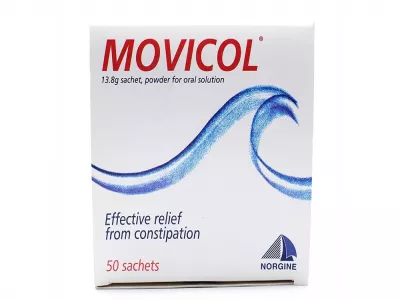 MOVICOL®
13.8g sachet, powder for oral solution
Effective relief
from constipation
50 sachets
NORGINE